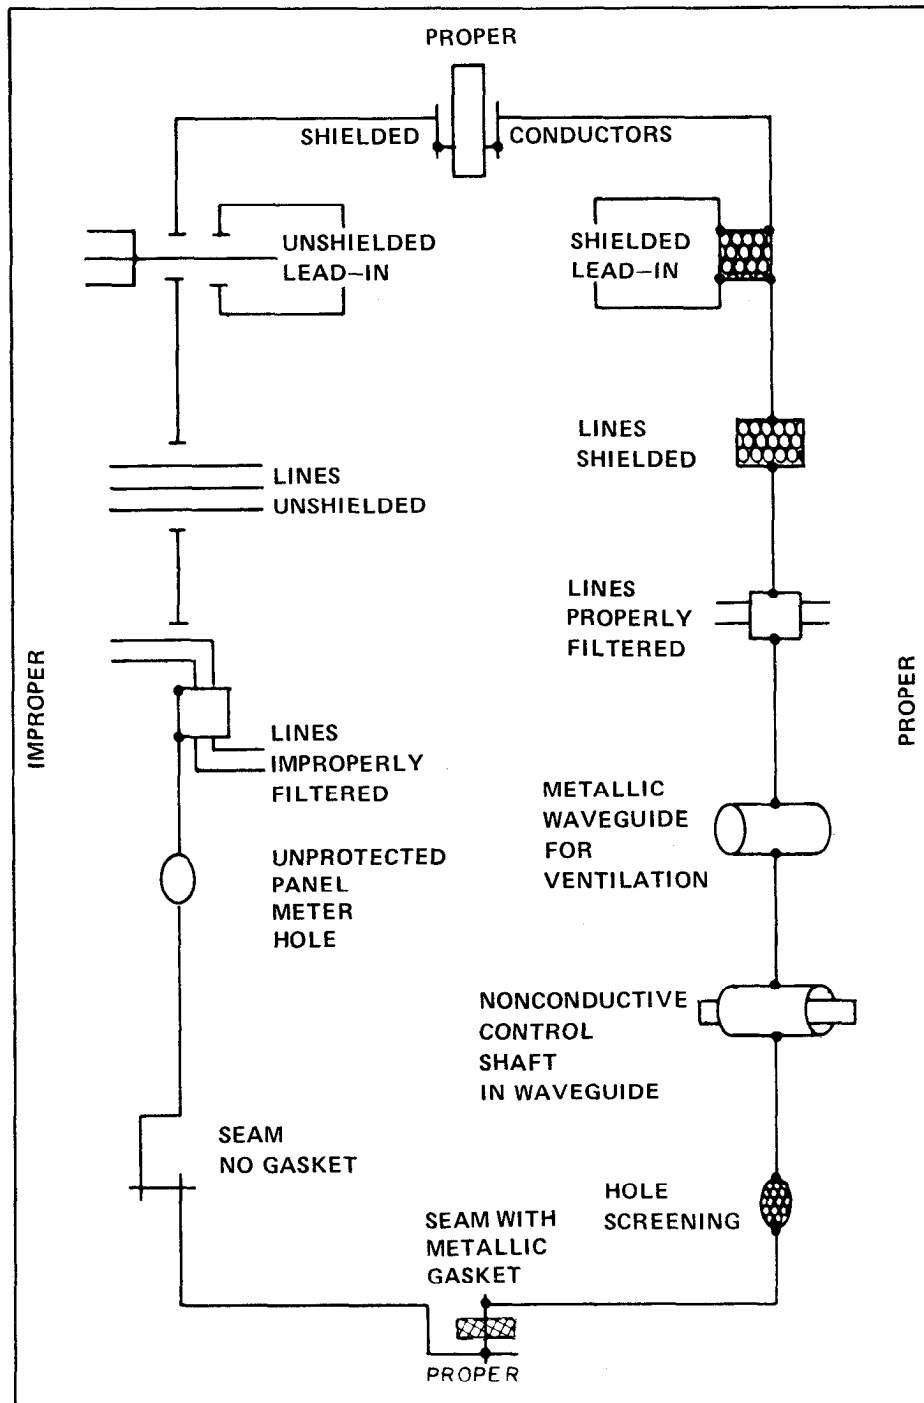 PROPER
SHIELDED CONDUCTORS
UNSHIELDED
LEAD-IN
SHIELDED
LEAD-IN
LINES
UNSHIELDED
LINES
SHIELDED
LINES
PROPERLY
FILTERED
IMPROPER
PROPER
LINES
IMPROPERLY
FILTERED
METALLIC
WAVEGUIDE
FOR
VENTILATION
UNPROTECTED
PANEL
METER
HOLE
NONCONDUCTIVE
CONTROL
SHAFT
IN WAVEGUIDE
SEAM
NO GASKET
HOLE
SCREENING
SEAM WITH
METALLIC
GASKET
PROPER